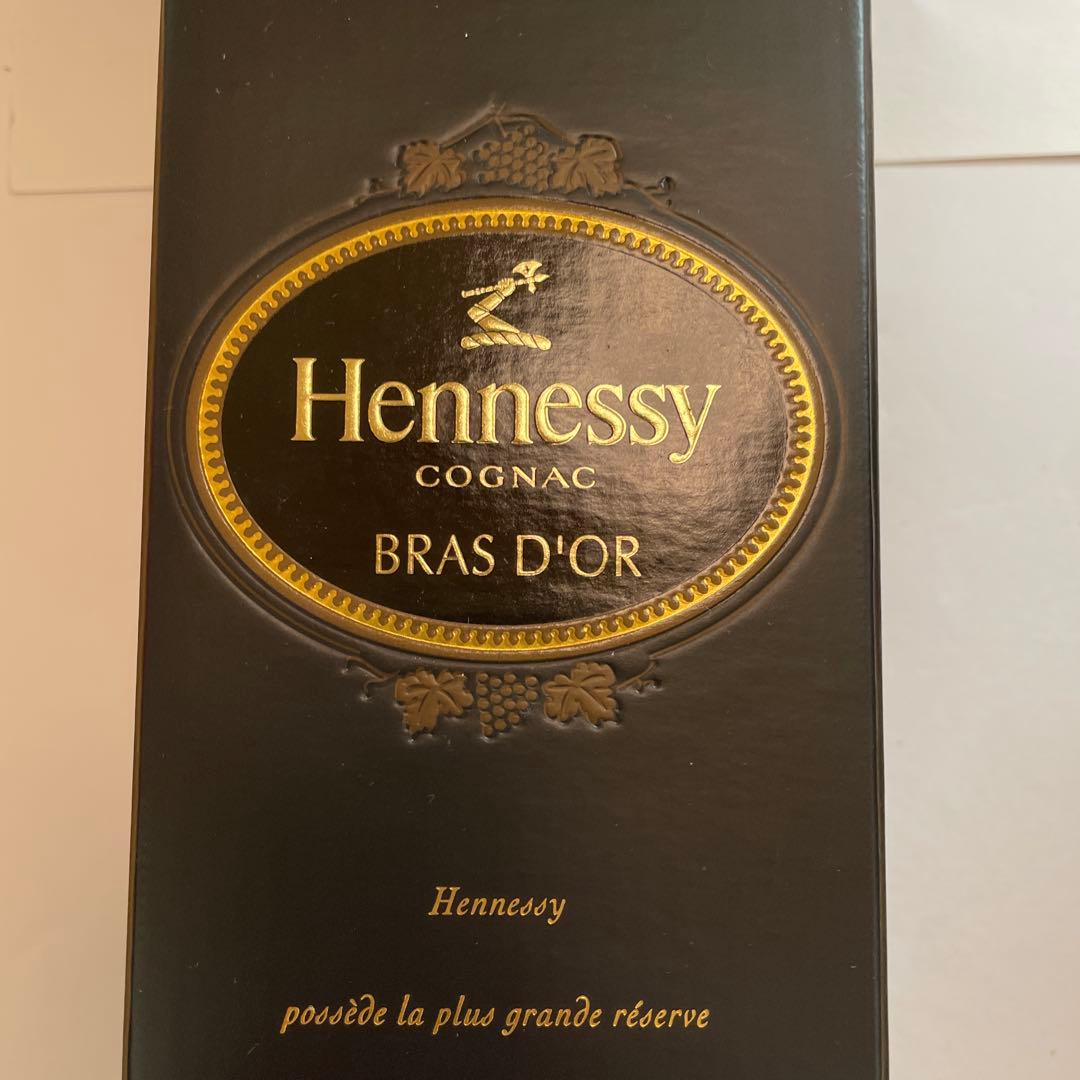 Hennessy
COGNAC
BRAS D'OR
Hennessy
possède la plus grande réserve